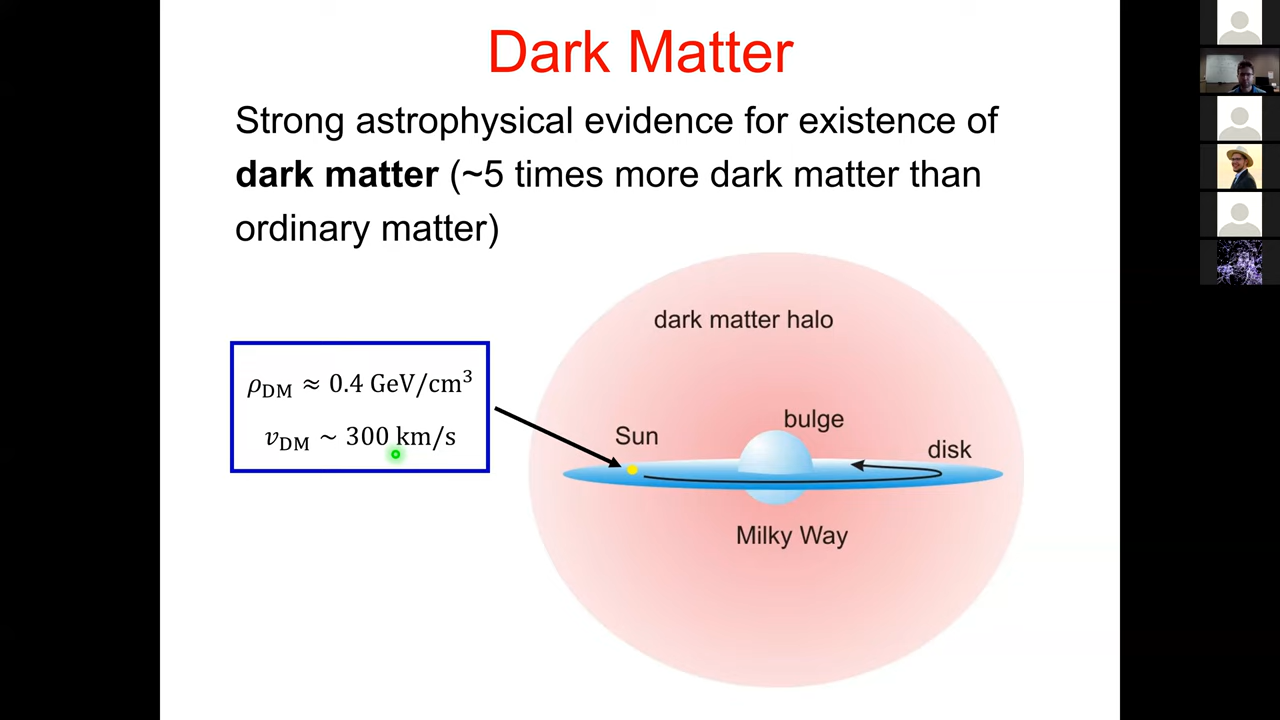 Dark Matter
Strong astrophysical evidence for existence of
dark matter (~5 times more dark matter than
ordinary matter)
dark matter halo
ρDM ≈ 0.4 GeV/cm³
vDM ~ 300 km/s
Sun
bulge
disk
Milky Way